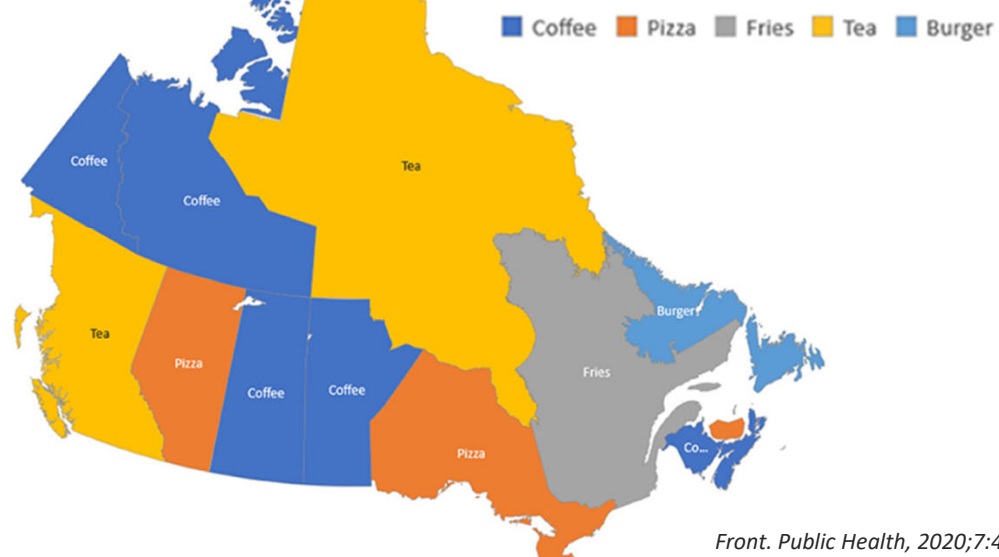 Coffee Pizza Fries Tea Burger
Coffee
Tea
Coffee
Burger
Tea
Pizza
Fries
Coffee
Coffee
Pizza
Co...
Front. Public Health, 2020;7:4